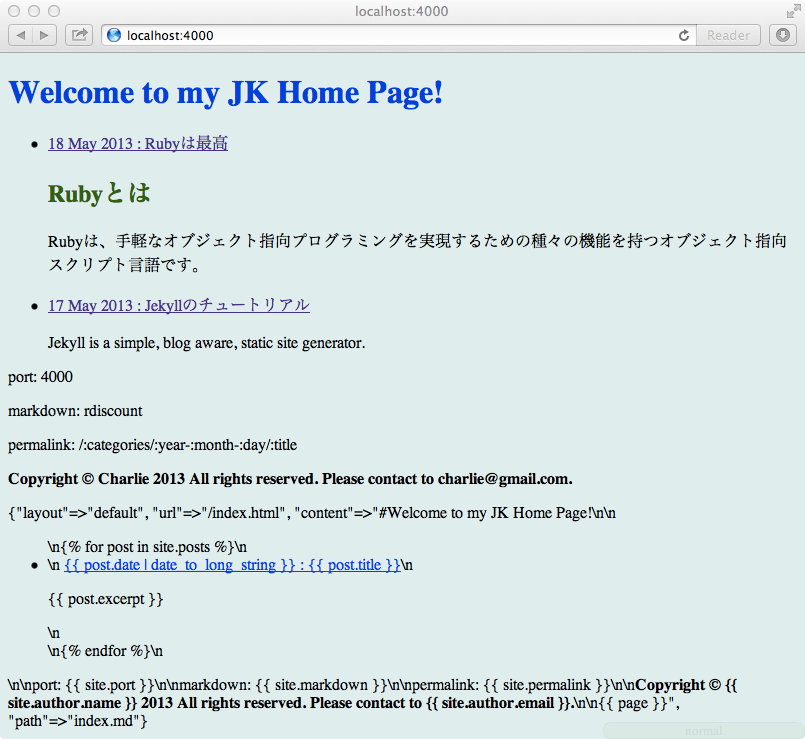 localhost:4000
localhost:4000
Reader
Welcome to my JK Home Page!
18 May 2013 : Rubyは最高
Rubyとは
Rubyは、手軽なオブジェクト指向プログラミングを実現するための種々の機能を持つオブジェクト指向
スクリプト言語です。
17 May 2013 : Jekyllのチュートリアル
Jekyll is a simple, blog aware, static site generator.
port: 4000
markdown: rdiscount
permalink: /:categories/:year-:month-:day/:title
Copyright © Charlie 2013 All rights reserved. Please contact to charlie@gmail.com.
{"layout"=>"default", "url"=>"/index.html", "content"=>"#Welcome to my JK Home Page!\n\n
\n{% for post in site.posts %}\n
\n {{ post.date | date_to_long_string }} : {{ post.title }}\n
{{ post.excerpt }}
\n
\n{% endfor %}\n
\n\nport: {{ site.port }}\n\nmarkdown: {{ site.markdown }}\n\npermalink: {{ site.permalink }}\n\nCopyright © {{
site.author.name }} 2013 All rights reserved. Please contact to {{ site.author.email }}.\n\n{{ page }}",
"path"=>"index.md"}
normal